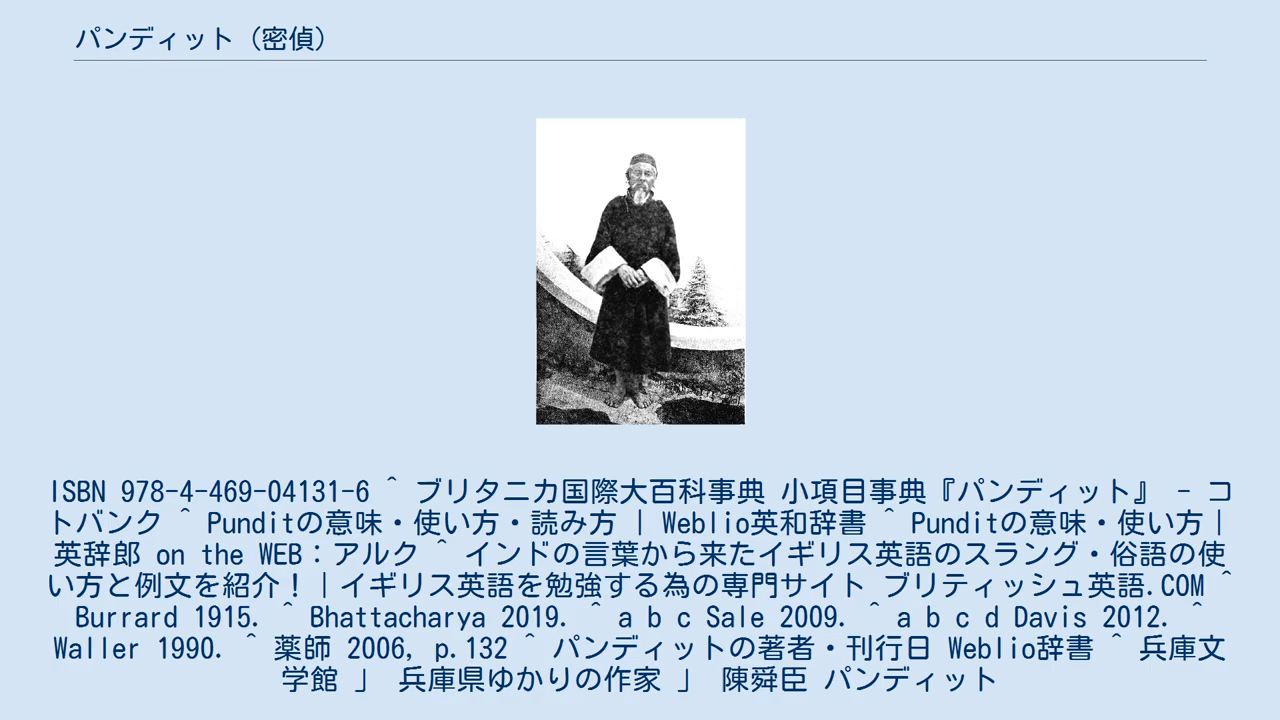 パンディット（密偵）
ISBN 978-4-469-04131-6 ^ ブリタニカ国際大百科事典 小項目事典『パンディット』 - コ
トバンク ^ Punditの意味・使い方・読み方 | Weblio英和辞書 ^ Punditの意味・使い方|
英辞郎 on the WEB：アルク ^ インドの言葉から来たイギリス英語のスラング・俗語の使
い方と例文を紹介！｜イギリス英語を勉強する為の専門サイト ブリティッシュ英語.COM ^
Burrard 1915. ^ Bhattacharya 2019. ^ a b c Sale 2009. ^ a b c d Davis 2012. ^
Waller 1990. ^ 薬師 2006, p.132 ^ パンディットの著者・刊行日 Weblio辞書 ^ 兵庫文
学館 」 兵庫県ゆかりの作家 」 陳舜臣 パンディット